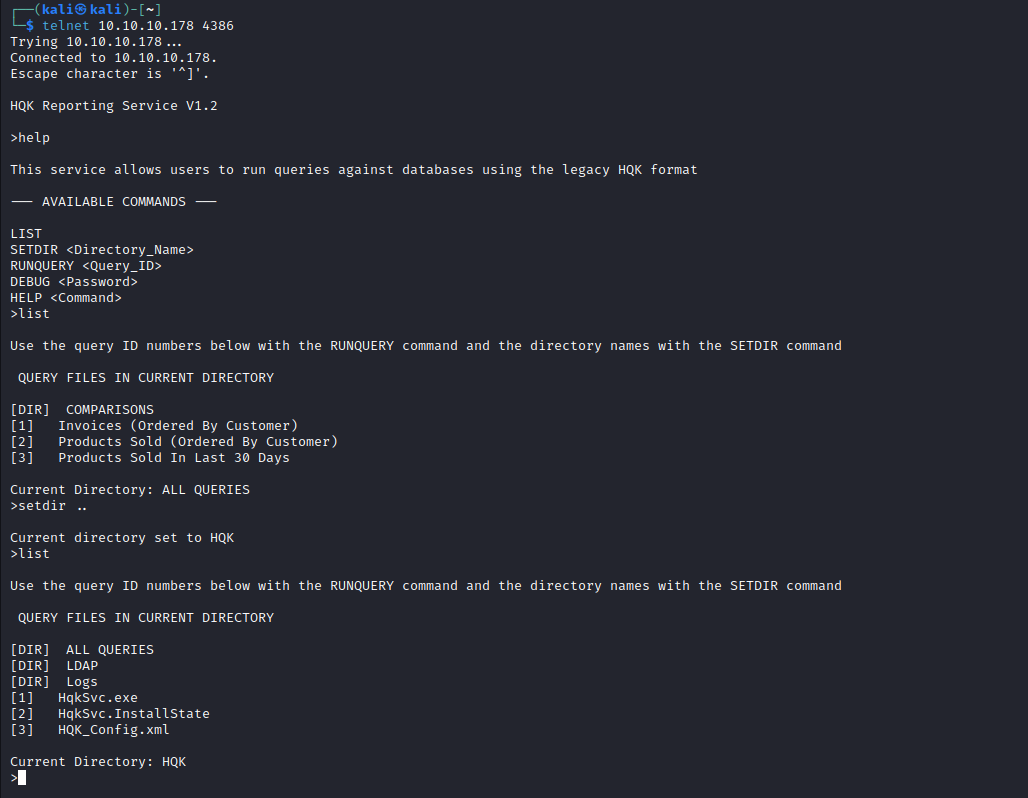 ┌──(kali㉿kali)-[~]
└─$ telnet 10.10.10.178 4386
Trying 10.10.10.178...
Connected to 10.10.10.178.
Escape character is '^]'.
HQK Reporting Service V1.2
>help
This service allows users to run queries against databases using the legacy HQK format
--- AVAILABLE COMMANDS ---
LIST
SETDIR <Directory_Name>
RUNQUERY <Query_ID>
DEBUG <Password>
HELP <Command>
>list
Use the query ID numbers below with the RUNQUERY command and the directory names with the SETDIR command
QUERY FILES IN CURRENT DIRECTORY
[DIR]  COMPARISONS
[1]   Invoices (Ordered By Customer)
[2]   Products Sold (Ordered By Customer)
[3]   Products Sold In Last 30 Days
Current Directory: ALL QUERIES
>setdir ..
Current directory set to HQK
>list
Use the query ID numbers below with the RUNQUERY command and the directory names with the SETDIR command
QUERY FILES IN CURRENT DIRECTORY
[DIR]  ALL QUERIES
[DIR]  LDAP
[DIR]  Logs
[1]   HqkSvc.exe
[2]   HqkSvc.InstallState
[3]   HQK_Config.xml
Current Directory: HQK
>